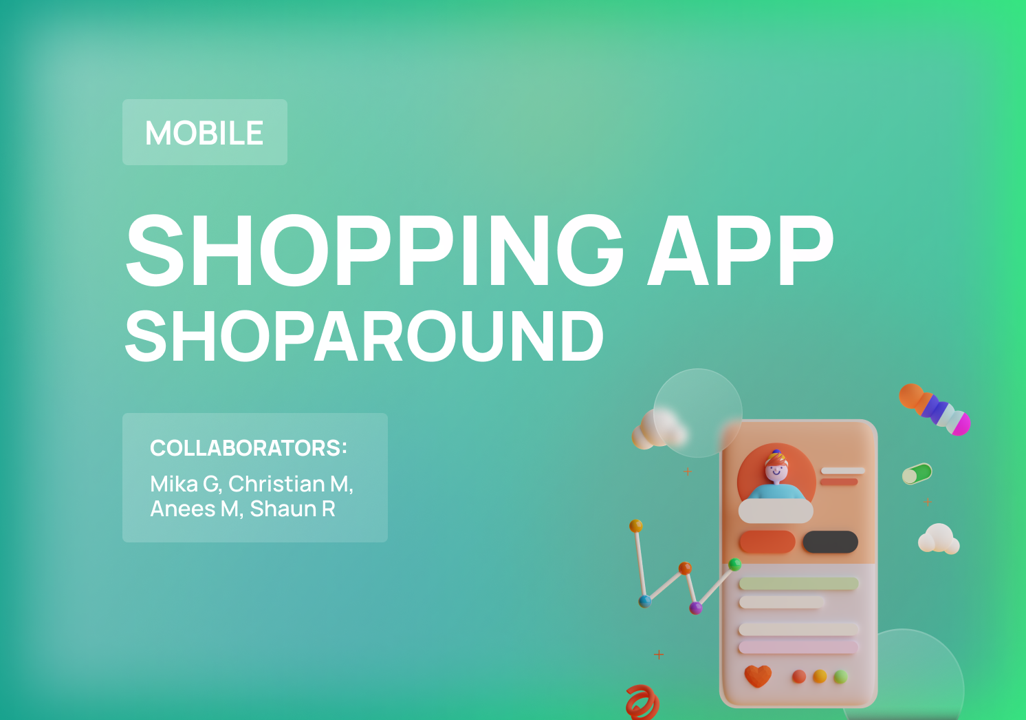 MOBILE
SHOPPING APP
SHOPAROUND
COLLABORATORS:
Mika G, Christian M,
Anees M, Shaun R